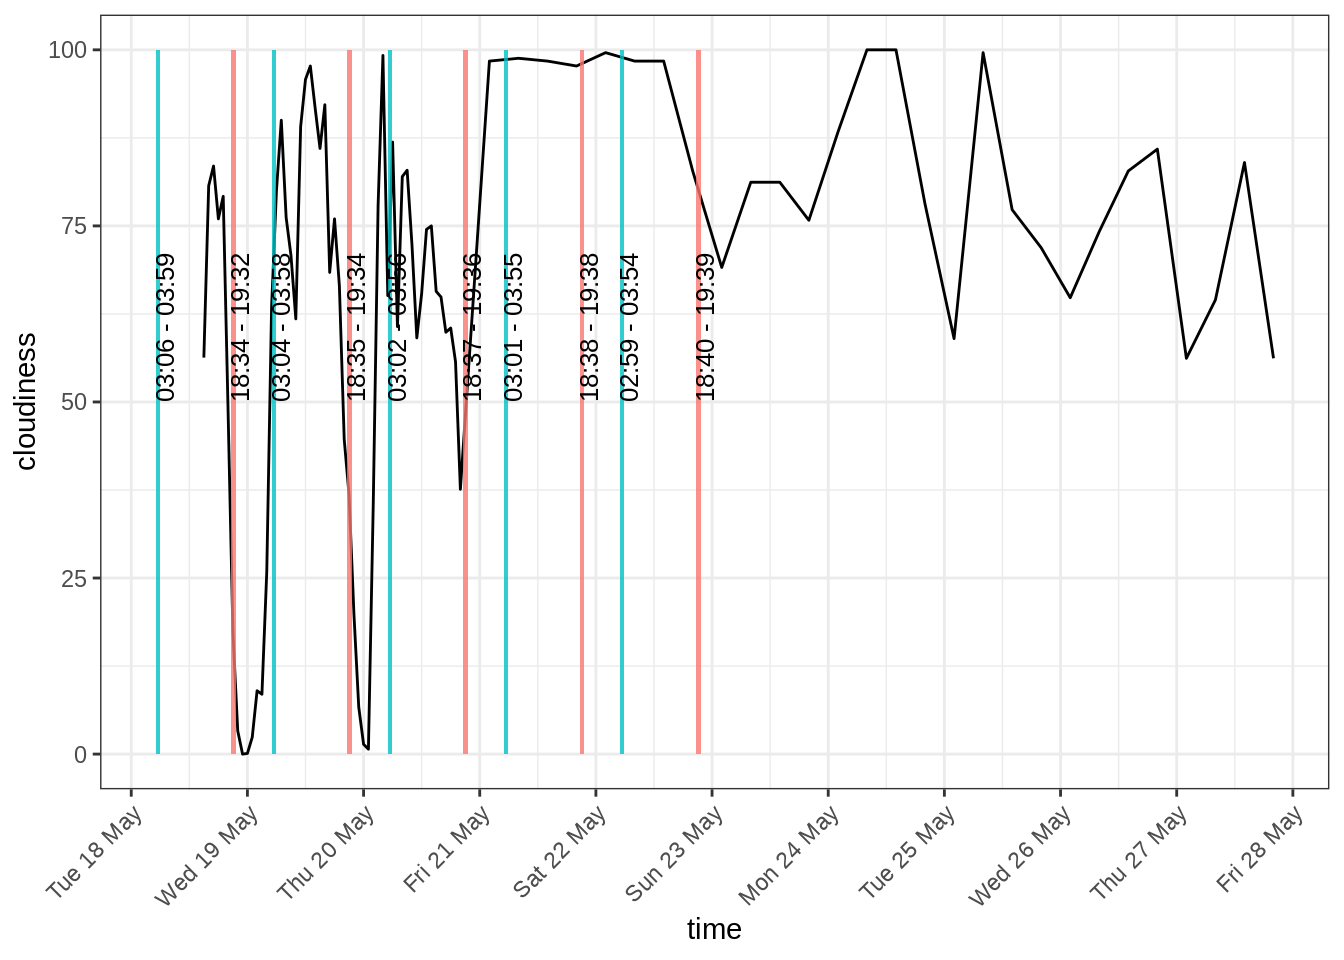 100
75
50
25
0
cloudiness
03:06 - 03:59
18:34 - 19:32
03:04 - 03:58
18:35 - 19:34
03:02 - 03:56
18:37 - 19:36
03:01 - 03:55
18:38 - 19:38
02:59 - 03:54
18:40 - 19:39
Tue 18 May
Wed 19 May
Thu 20 May
Fri 21 May
Sat 22 May
Sun 23 May
Mon 24 May
Tue 25 May
Wed 26 May
Thu 27 May
Fri 28 May
time